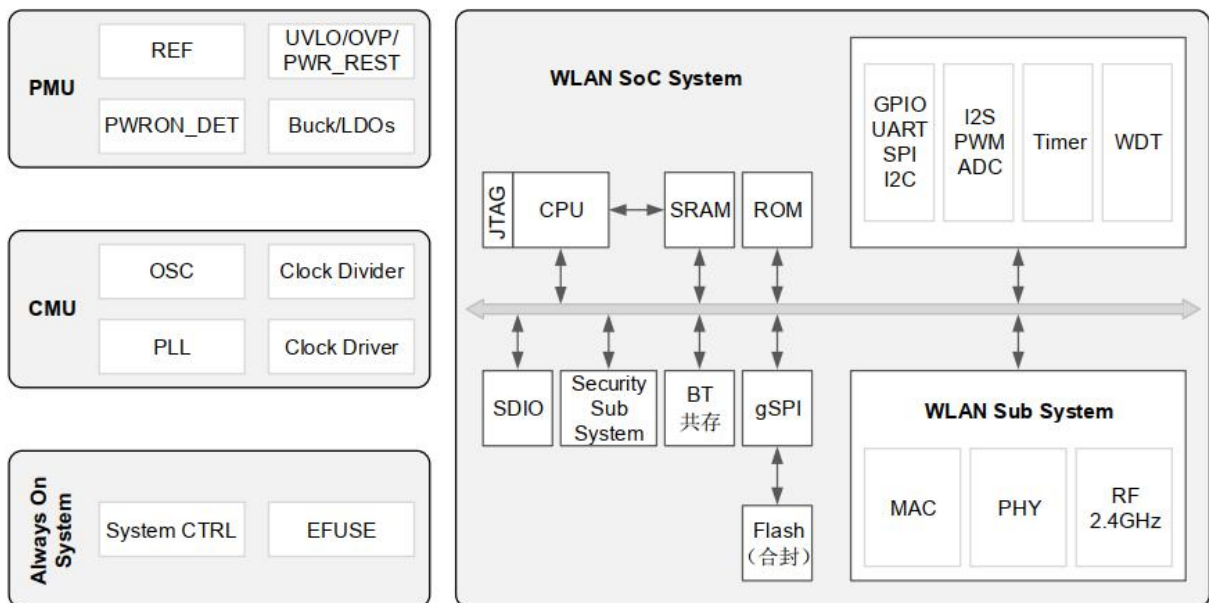 PMU
REF
UVLO/OVP/
PWR_REST
PWRON_DET
Buck/LDOs
CMU
OSC
Clock Divider
PLL
Clock Driver
Always On
System
System CTRL
EFUSE
WLAN SoC System
JTAG
CPU
SRAM
ROM
GPIO
UART
SPI
I2C
I2S
PWM
ADC
Timer
WDT
SDIO
Security
Sub
System
BT
共存
gSPI
Flash
（合封）
WLAN Sub System
MAC
PHY
RF
2.4GHz